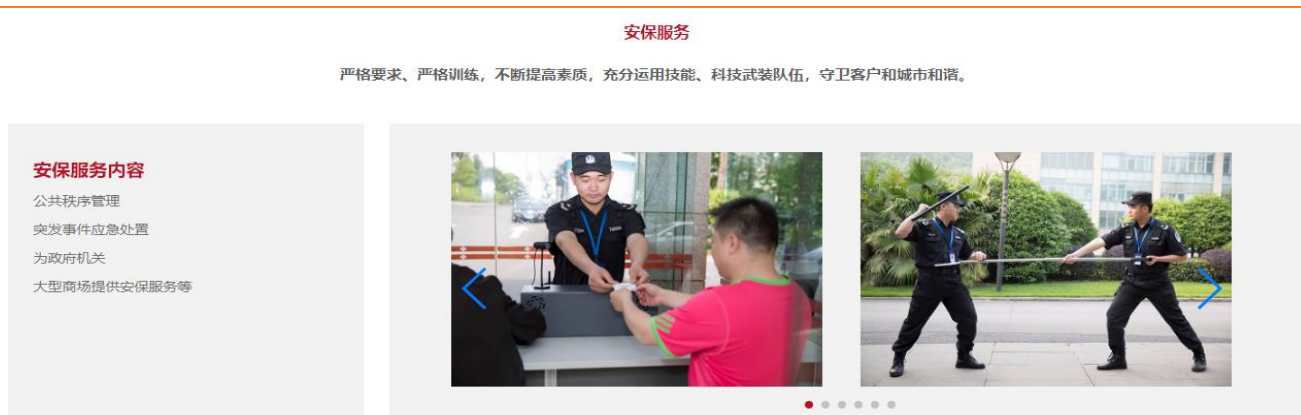 安保服务
严格要求、严格训练，不断提高素质，充分运用技能、科技武装队伍，守卫客户和城市和谐。
安保服务内容
公共秩序管理
突发事件应急处置
为政府机关
大型商场提供安保服务等